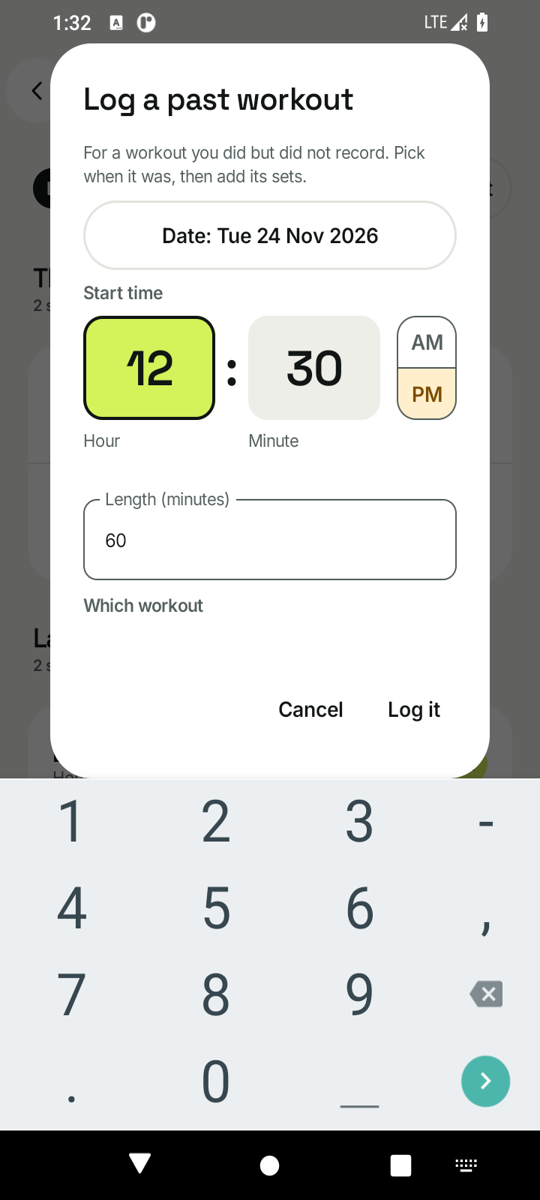 1:32
LTE
Log a past workout
For a workout you did but did not record. Pick
when it was, then add its sets.
Date: Tue 24 Nov 2026
Start time
12 : 30
AM
PM
Hour
Minute
Length (minutes)
60
Which workout
Cancel
Log it
1 2 3 -
4 5 6 ,
7 8 9
. 0 _